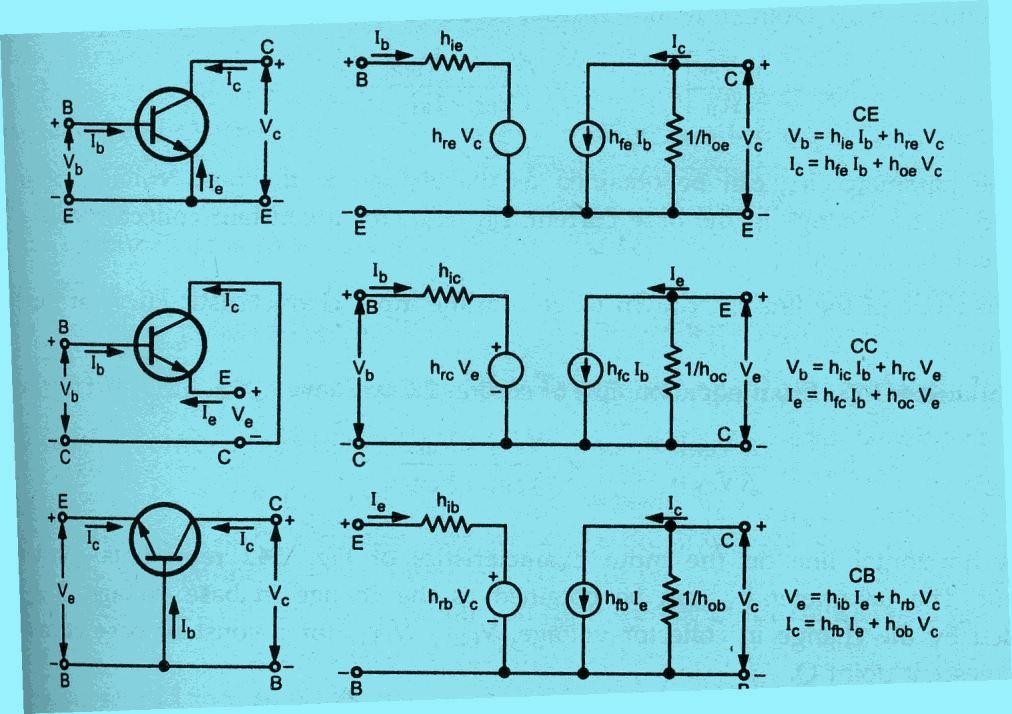 C +
I_c
B
+
I_b
V_b
V_c
I_e
−
E
E −
I_b h_ie
+
B
h_re V_c
h_fe I_b
1/h_oe
I_c
C +
V_c
−
E
E −
CE
V_b = h_ie I_b + h_re V_c
I_c = h_fe I_b + h_oe V_c
I_c
B
+
I_b
V_b
E +
I_e V_e
−
C
C −
I_b h_ic
+ B
V_b
+
h_rc V_e
h_fc I_b
1/h_oc
I_e
E +
V_e
−
C
C −
CC
V_b = h_ic I_b + h_rc V_e
I_e = h_fc I_b + h_oc V_e
E
+
I_c
C +
I_c
V_e
V_c
I_b
−
B
−
B
I_e h_ib
+
E
+
h_rb V_c
−
h_fb I_e
1/h_ob
I_c
C +
V_c
−
B
−
CB
V_e = h_ib I_e + h_rb V_c
I_c = h_fb I_e + h_ob V_c